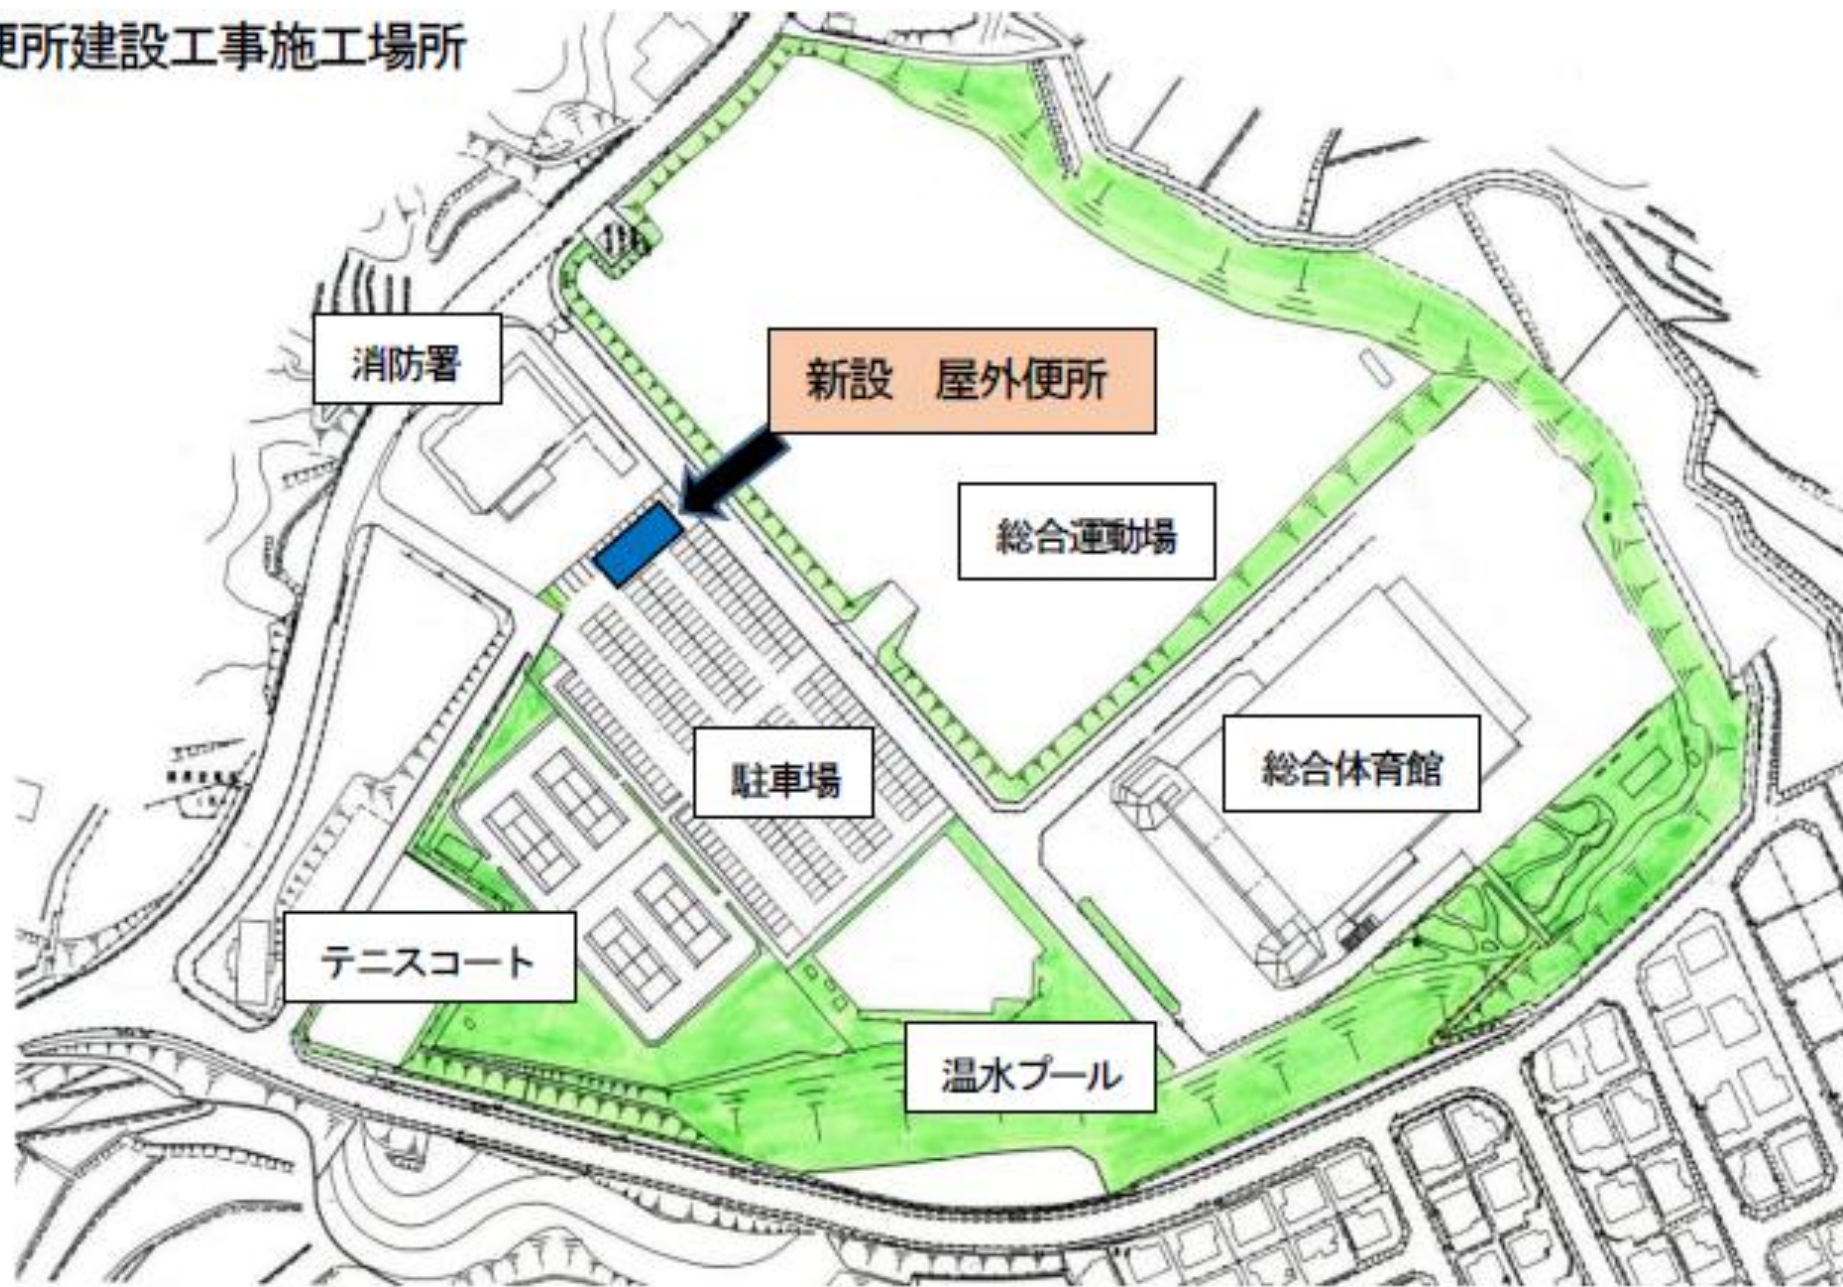 便所建設工事施工場所
消防署
新設　屋外便所
総合運動場
駐車場
総合体育館
テニスコート
温水プール